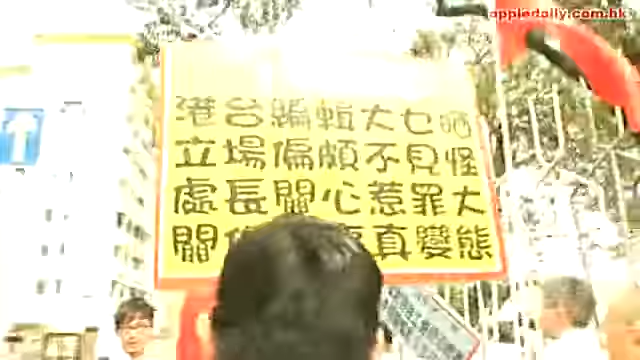 appledaily.com.hk
港台編輯大乜晒
立場偏頗不見怪
處長關心惹罪大
關 真變態